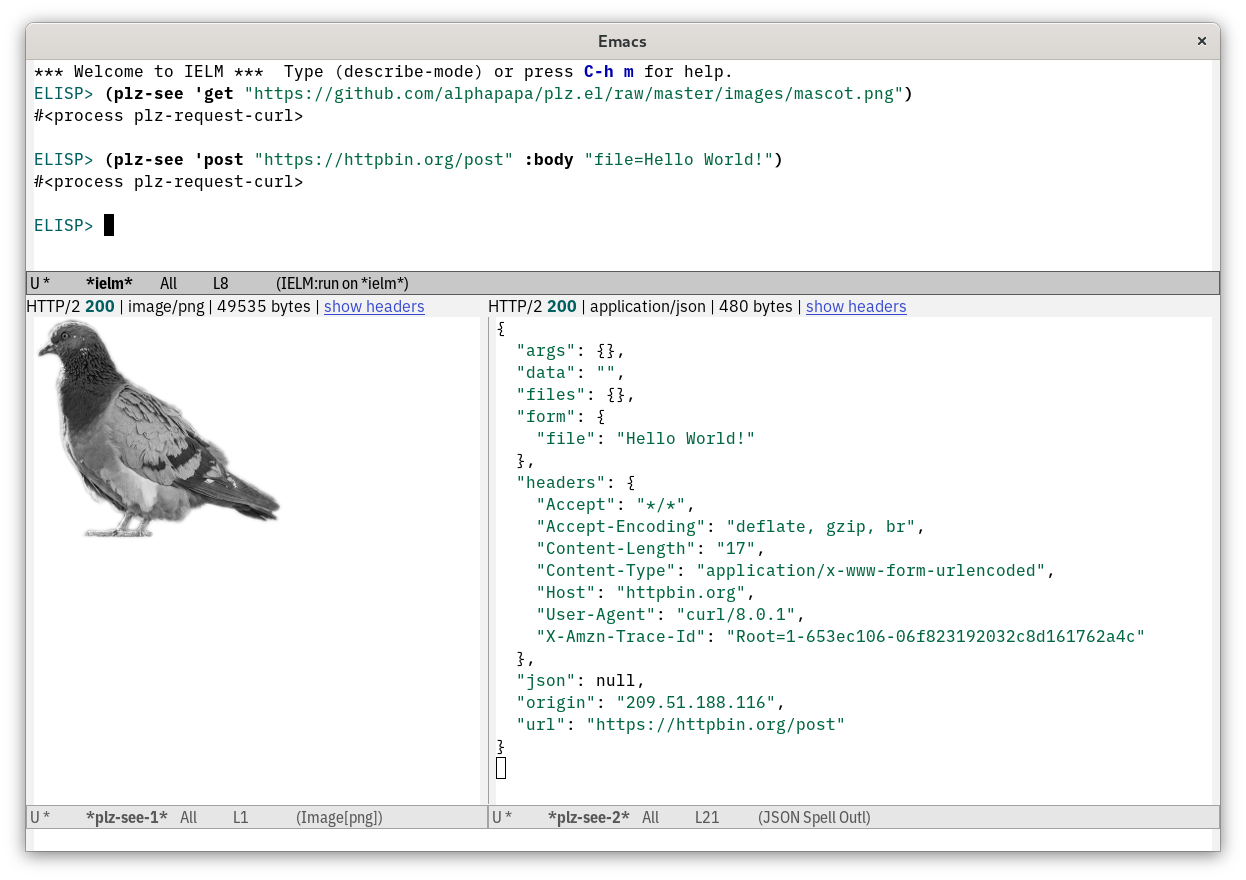 Emacs ×
*** Welcome to IELM ***  Type (describe-mode) or press C-h m for help.
ELISP> (plz-see 'get "https://github.com/alphapapa/plz.el/raw/master/images/mascot.png")
#<process plz-request-curl>
ELISP> (plz-see 'post "https://httpbin.org/post" :body "file=Hello World!")
#<process plz-request-curl>
ELISP>
U * *ielm* All L8 (IELM:run on *ielm*)
HTTP/2 200 | image/png | 49535 bytes | show headers
U * *plz-see-1* All L1 (Image[png])
HTTP/2 200 | application/json | 480 bytes | show headers
{
  "args": {},
  "data": "",
  "files": {},
  "form": {
    "file": "Hello World!"
  },
  "headers": {
    "Accept": "*/*",
    "Accept-Encoding": "deflate, gzip, br",
    "Content-Length": "17",
    "Content-Type": "application/x-www-form-urlencoded",
    "Host": "httpbin.org",
    "User-Agent": "curl/8.0.1",
    "X-Amzn-Trace-Id": "Root=1-653ec106-06f823192032c8d161762a4c"
  },
  "json": null,
  "origin": "209.51.188.116",
  "url": "https://httpbin.org/post"
}
U * *plz-see-2* All L21 (JSON Spell Outl)